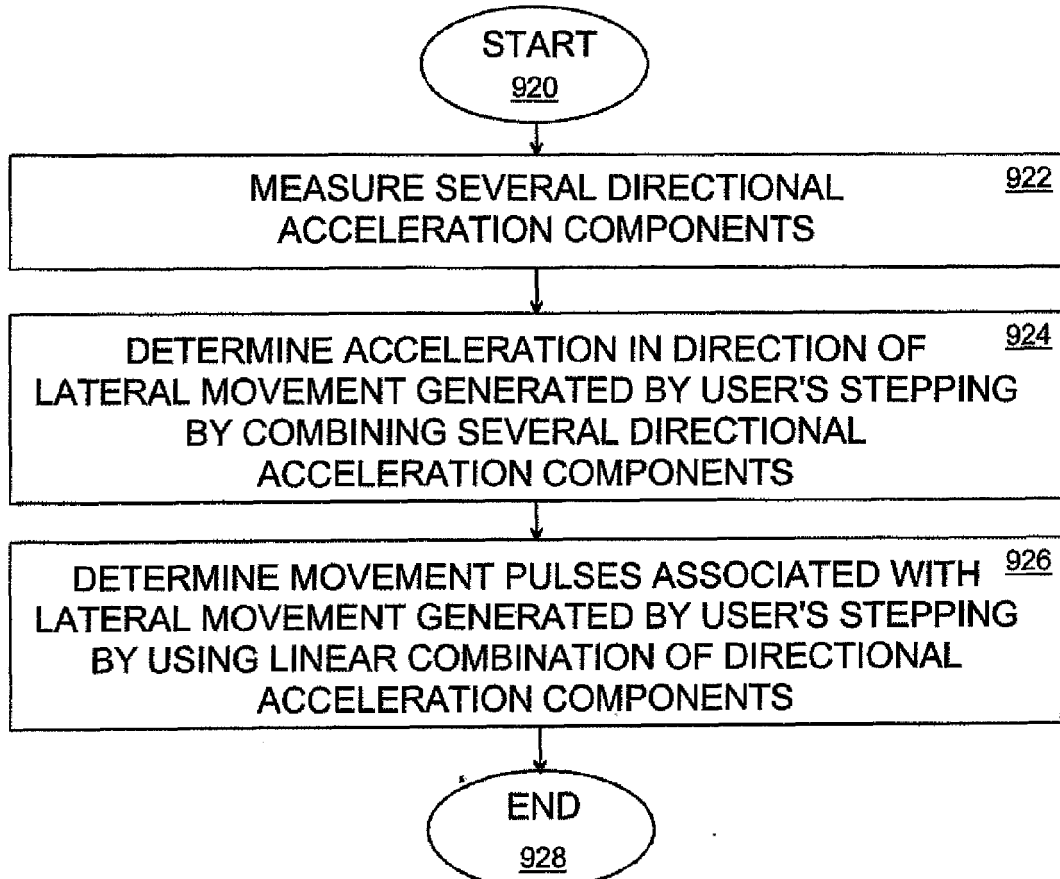 START
920
MEASURE SEVERAL DIRECTIONAL 922
ACCELERATION COMPONENTS
DETERMINE ACCELERATION IN DIRECTION OF 924
LATERAL MOVEMENT GENERATED BY USER'S STEPPING
BY COMBINING SEVERAL DIRECTIONAL
ACCELERATION COMPONENTS
DETERMINE MOVEMENT PULSES ASSOCIATED WITH 926
LATERAL MOVEMENT GENERATED BY USER'S STEPPING
BY USING LINEAR COMBINATION OF DIRECTIONAL
ACCELERATION COMPONENTS
END
928